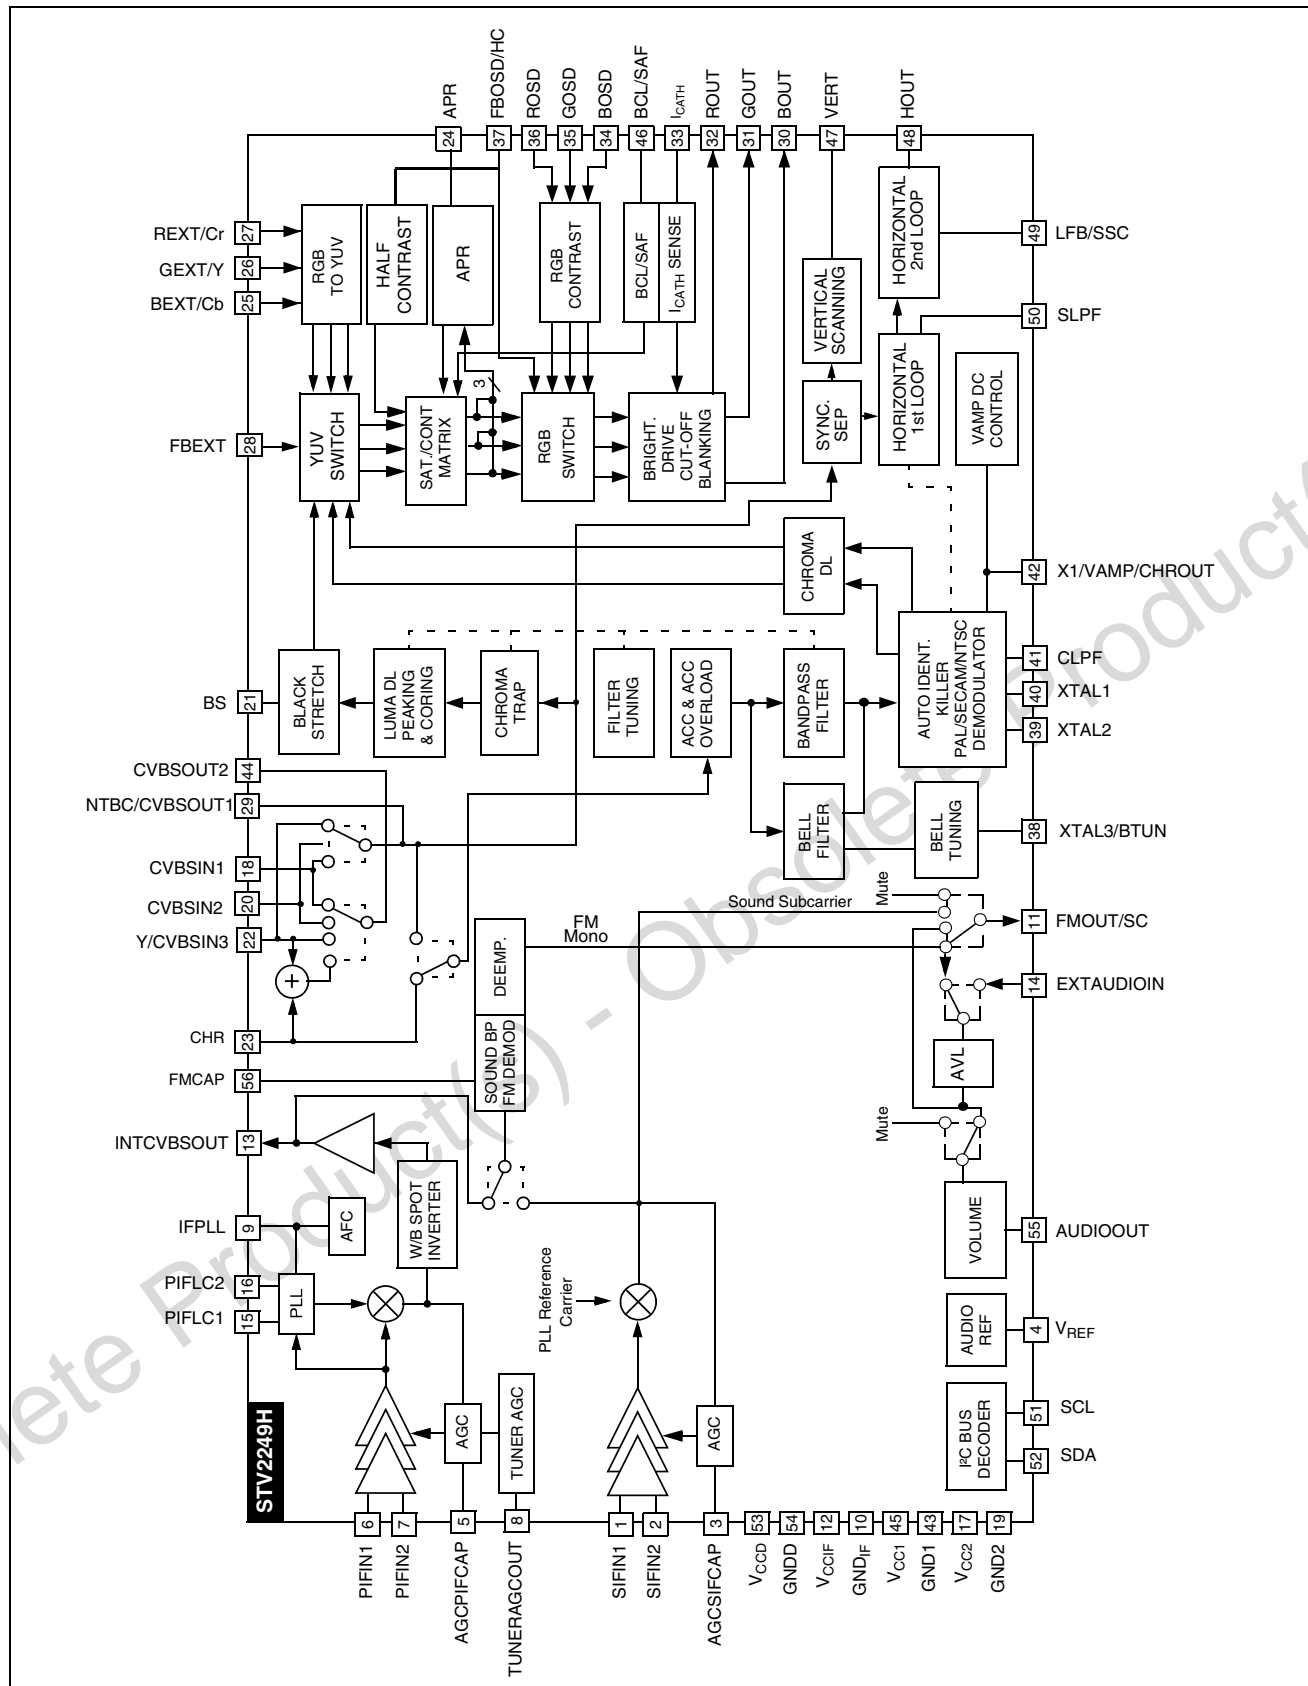 APR
FBOSD/HC
ROSD
GOSD
BOSD
BCL/SAF
ICATH
ROUT
GOUT
BOUT
VERT
HOUT
24
37
36
35
34
46
33
32
31
30
47
48
REXT/Cr
27
GEXT/Y
26
BEXT/Cb
25
RGB
TO YUV
HALF
CONTRAST
APR
RGB
CONTRAST
BCL/SAF
ICATH SENSE
VERTICAL
SCANNING
HORIZONTAL
2nd LOOP
49
LFB/SSC
50
SLPF
HORIZONTAL
1st LOOP
VAMP DC
CONTROL
3
FBEXT
28
YUV
SWITCH
SAT./CONT
MATRIX
RGB
SWITCH
BRIGHT.
DRIVE
CUT-OFF
BLANKING
SYNC.
SEP
CHROMA
DL
42
X1/VAMP/CHROUT
BS
21
BLACK
STRETCH
LUMA DL
PEAKING
& CORING
CHROMA
TRAP
FILTER
TUNING
ACC & ACC
OVERLOAD
BANDPASS
FILTER
AUTO IDENT.
KILLER
PAL/SECAM/NTSC
DEMODULATOR
41
CLPF
40
XTAL1
39
XTAL2
CVBSOUT2
44
NTBC/CVBSOUT1
29
CVBSIN1
18
CVBSIN2
20
Y/CVBSIN3
22
+
CHR
23
BELL
FILTER
BELL
TUNING
38
XTAL3/BTUN
Mute
Sound Subcarrier
FM
Mono
11
FMOUT/SC
14
EXTAUDIOIN
DEEMP.
SOUND BP
FM DEMOD
FMCAP
56
AVL
Mute
INTCVBSOUT
13
W/B SPOT
INVERTER
IFPLL
9
AFC
VOLUME
55
AUDIOOUT
PIFLC2
16
PIFLC1
15
PLL
PLL Reference
Carrier
AUDIO
REF
4
VREF
STV2249H
AGC
TUNER AGC
AGC
I²C BUS
DECODER
51
SCL
52
SDA
6
7
5
8
1
2
3
53
54
12
10
45
43
17
19
PIFIN1
PIFIN2
AGCPIFCAP
TUNERAGCOUT
SIFIN1
SIFIN2
AGCSIFCAP
VCCD
GNDD
VCCIF
GNDIF
VCC1
GND1
VCC2
GND2
lete Product(s) - Obsolete Product(